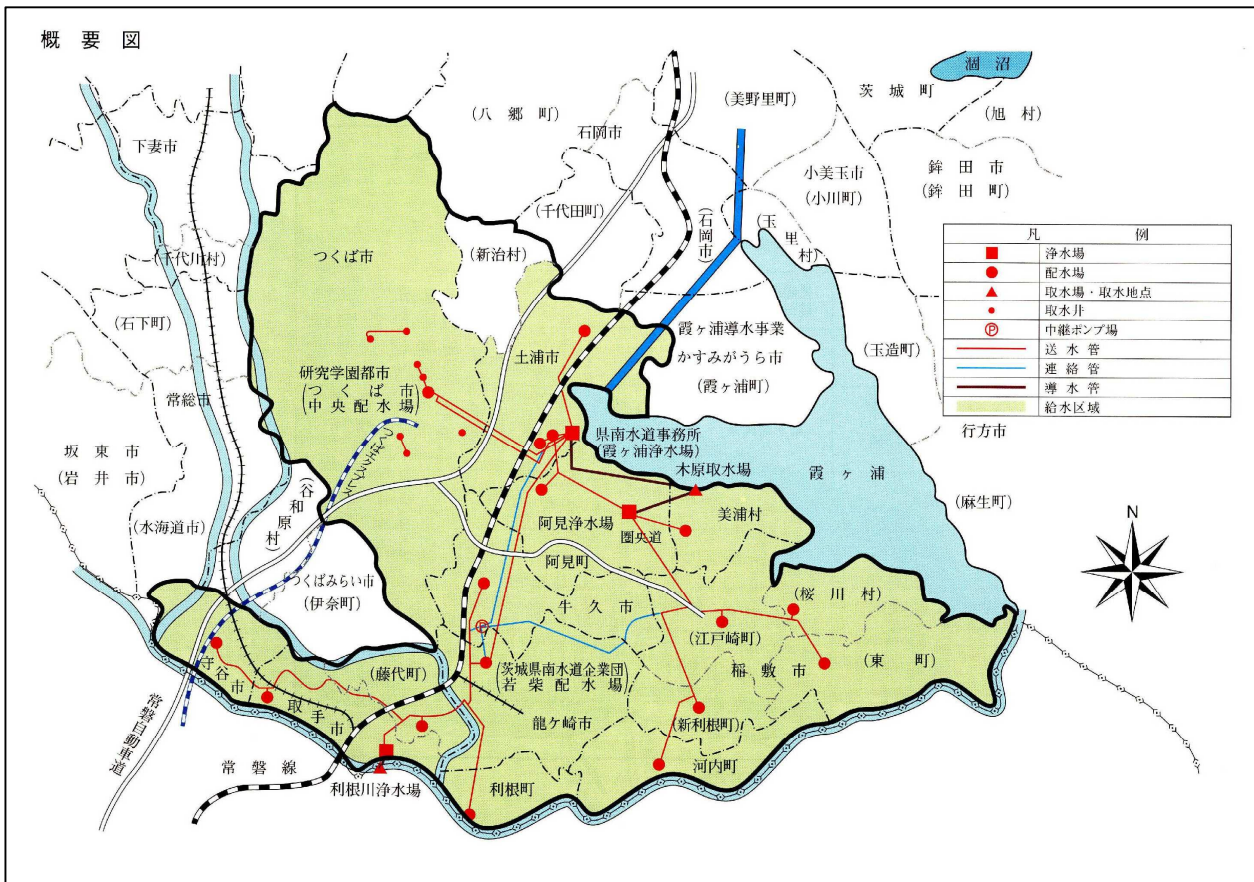 概要図
涸沼
茨城町
(旭村)
(美野里町)
(八郷町)
石岡市
下妻市
小美玉市
(小川町)
鉾田市
(鉾田町)
(千代田町)
(石岡市)
(玉里村)
凡例
浄水場
配水場
取水場・取水地点
取水井
中継ポンプ場
送水管
連絡管
導水管
給水区域
つくば市
(新治村)
(千代川村)
(石下町)
霞ヶ浦導水事業
かすみがうら市
(霞ヶ浦町)
(玉造町)
土浦市
研究学園都市
(つくば市
中央配水場)
常総市
行方市
県南水道事務所
(霞ヶ浦浄水場)
木原取水場
霞ヶ浦
坂東市
(岩井市)
つくばエクスプレス
(麻生町)
(谷和原村)
(水海道市)
阿見浄水場
美浦村
圏央道
阿見町
N
つくばみらい市
(伊奈町)
牛久市
(桜川村)
P
(江戸崎町)
(東町)
稲敷市
守谷市
(藤代町)
(茨城県南水道企業団
若柴配水場)
取手市
龍ケ崎市
(新利根町)
常磐自動車道
常磐線
利根川浄水場
利根町
河内町